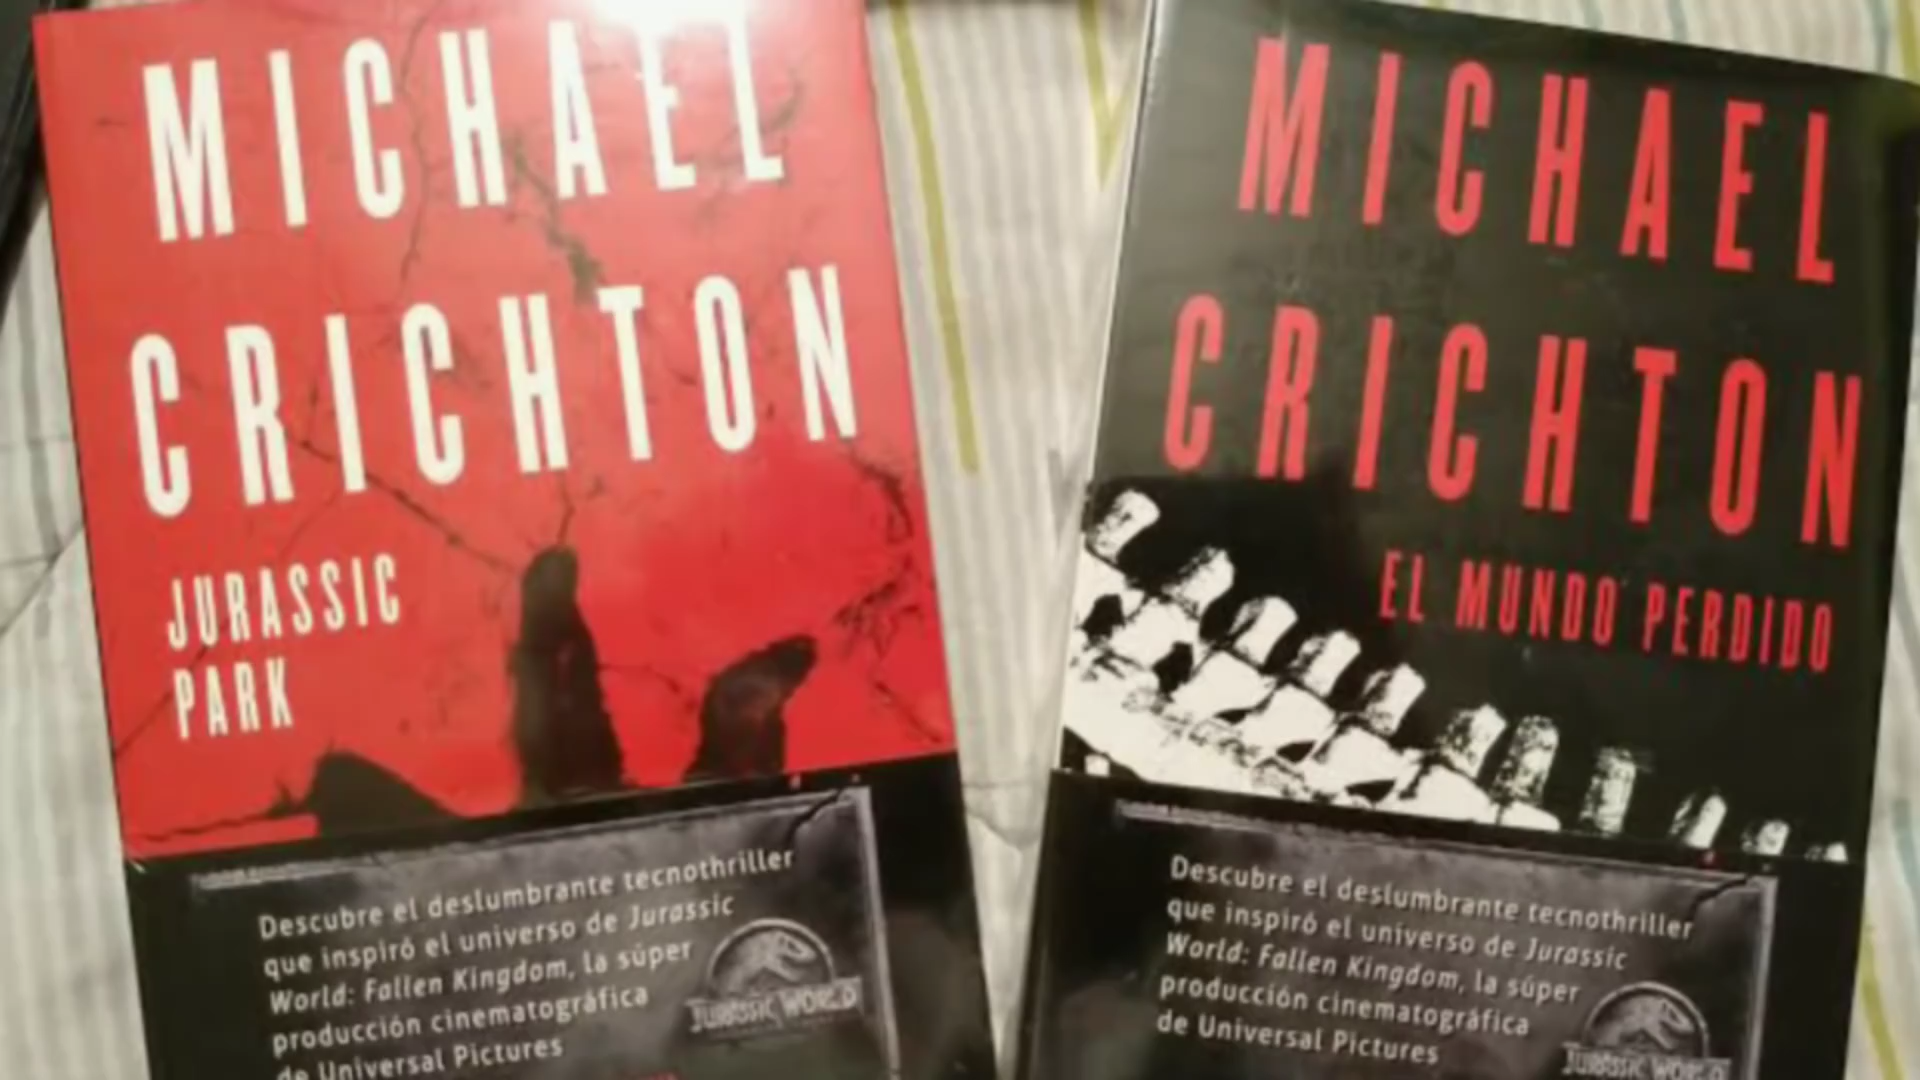 MICHAEL
CRICHTON
JURASSIC
PARK
Descubre el deslumbrante tecnothriller
que inspiró el universo de Jurassic
World: Fallen Kingdom, la súper
producción cinematográfica
de Universal Pictures
JURASSIC WORLD
MICHAEL
CRICHTON
EL MUNDO PERDIDO
Descubre el deslumbrante tecnothriller
que inspiró el universo de Jurassic
World: Fallen Kingdom, la súper
producción cinematográfica
de Universal Pictures
JURASSIC WORLD